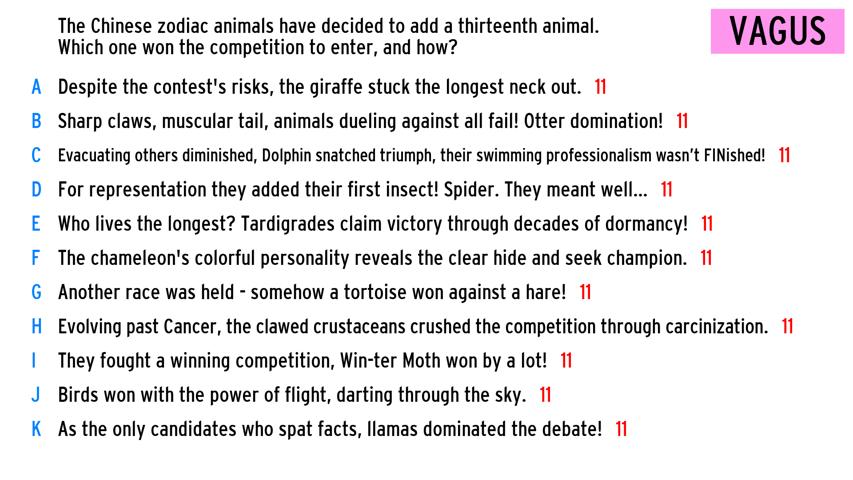 The Chinese zodiac animals have decided to add a thirteenth animal.
Which one won the competition to enter, and how?
VAGUS
A Despite the contest's risks, the giraffe stuck the longest neck out. 11
B Sharp claws, muscular tail, animals dueling against all fail! Otter domination! 11
C Evacuating others diminished, Dolphin snatched triumph, their swimming professionalism wasn't FINished! 11
D For representation they added their first insect! Spider. They meant well... 11
E Who lives the longest? Tardigrades claim victory through decades of dormancy! 11
F The chameleon's colorful personality reveals the clear hide and seek champion. 11
G Another race was held - somehow a tortoise won against a hare! 11
H Evolving past Cancer, the clawed crustaceans crushed the competition through carcinization. 11
I They fought a winning competition, Win-ter Moth won by a lot! 11
J Birds won with the power of flight, darting through the sky. 11
K As the only candidates who spat facts, llamas dominated the debate! 11